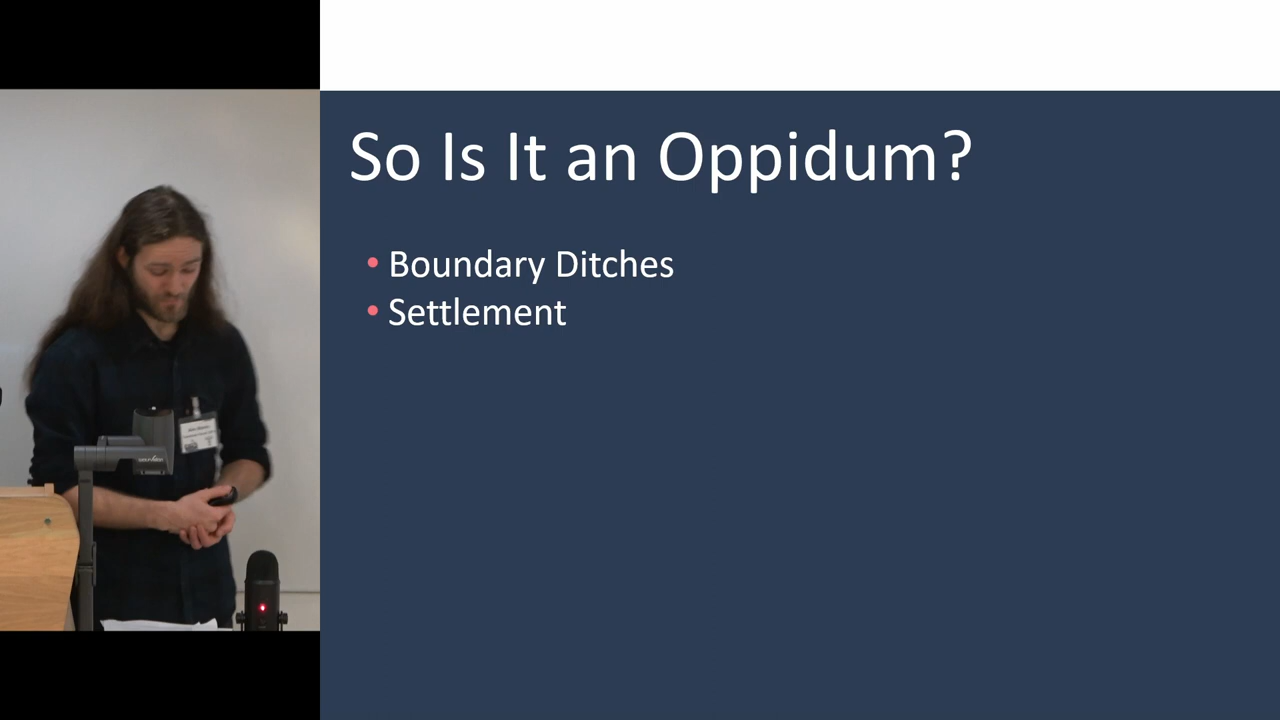 So Is It an Oppidum?
• Boundary Ditches
• Settlement